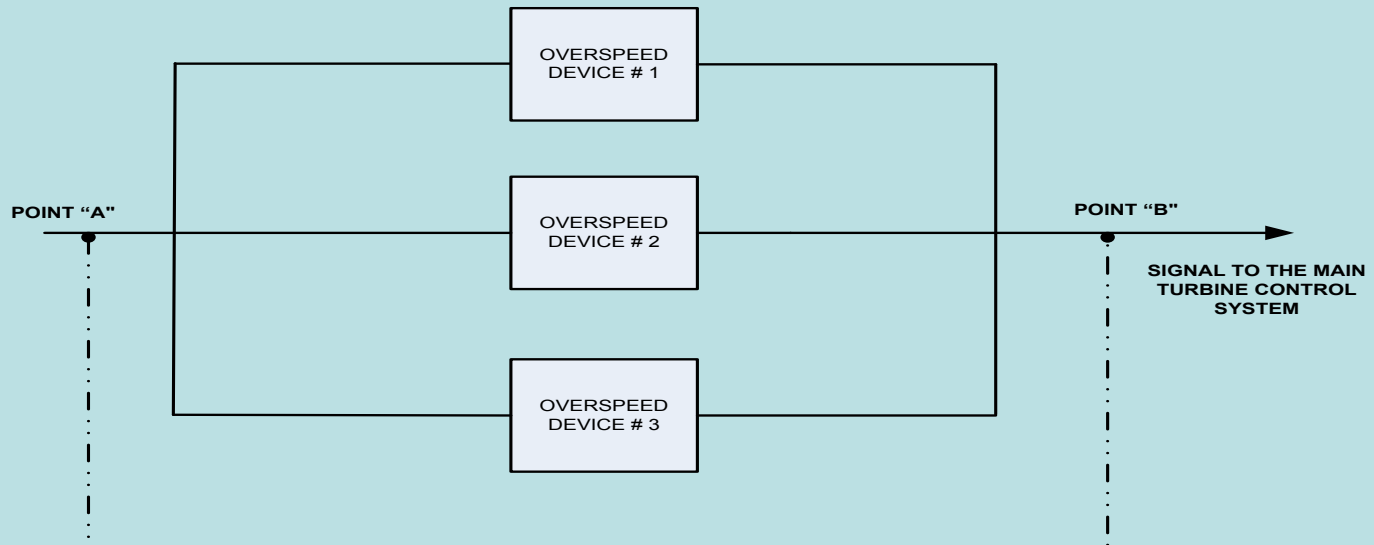 OVERSPEED
DEVICE # 1
POINT “A"
OVERSPEED
DEVICE # 2
POINT “B"
SIGNAL TO THE MAIN
TURBINE CONTROL
SYSTEM
OVERSPEED
DEVICE # 3